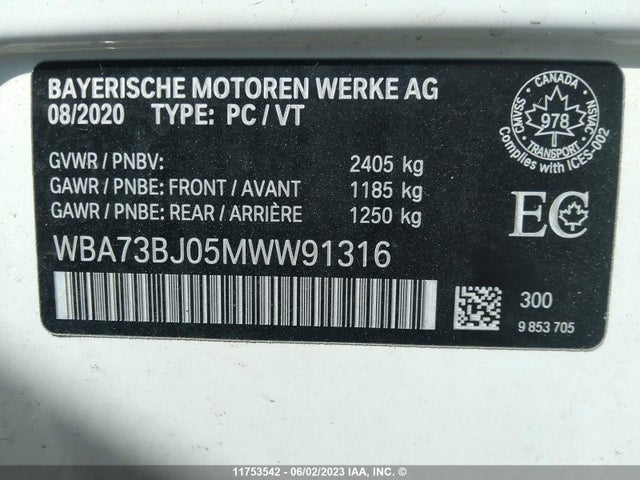 BAYERISCHE MOTOREN WERKE AG
08/2020 TYPE: PC / VT
GVWR / PNBV: 2405 kg
GAWR / PNBE: FRONT / AVANT 1185 kg
GAWR / PNBE: REAR / ARRIÈRE 1250 kg
WBA73BJ05MWW91316
CANADA
CMVSS NSVAC
978
TRANSPORT
Complies with ICES-002
EC
300
9 853 705
11753542 - 06/02/2023 IAA, INC. ©